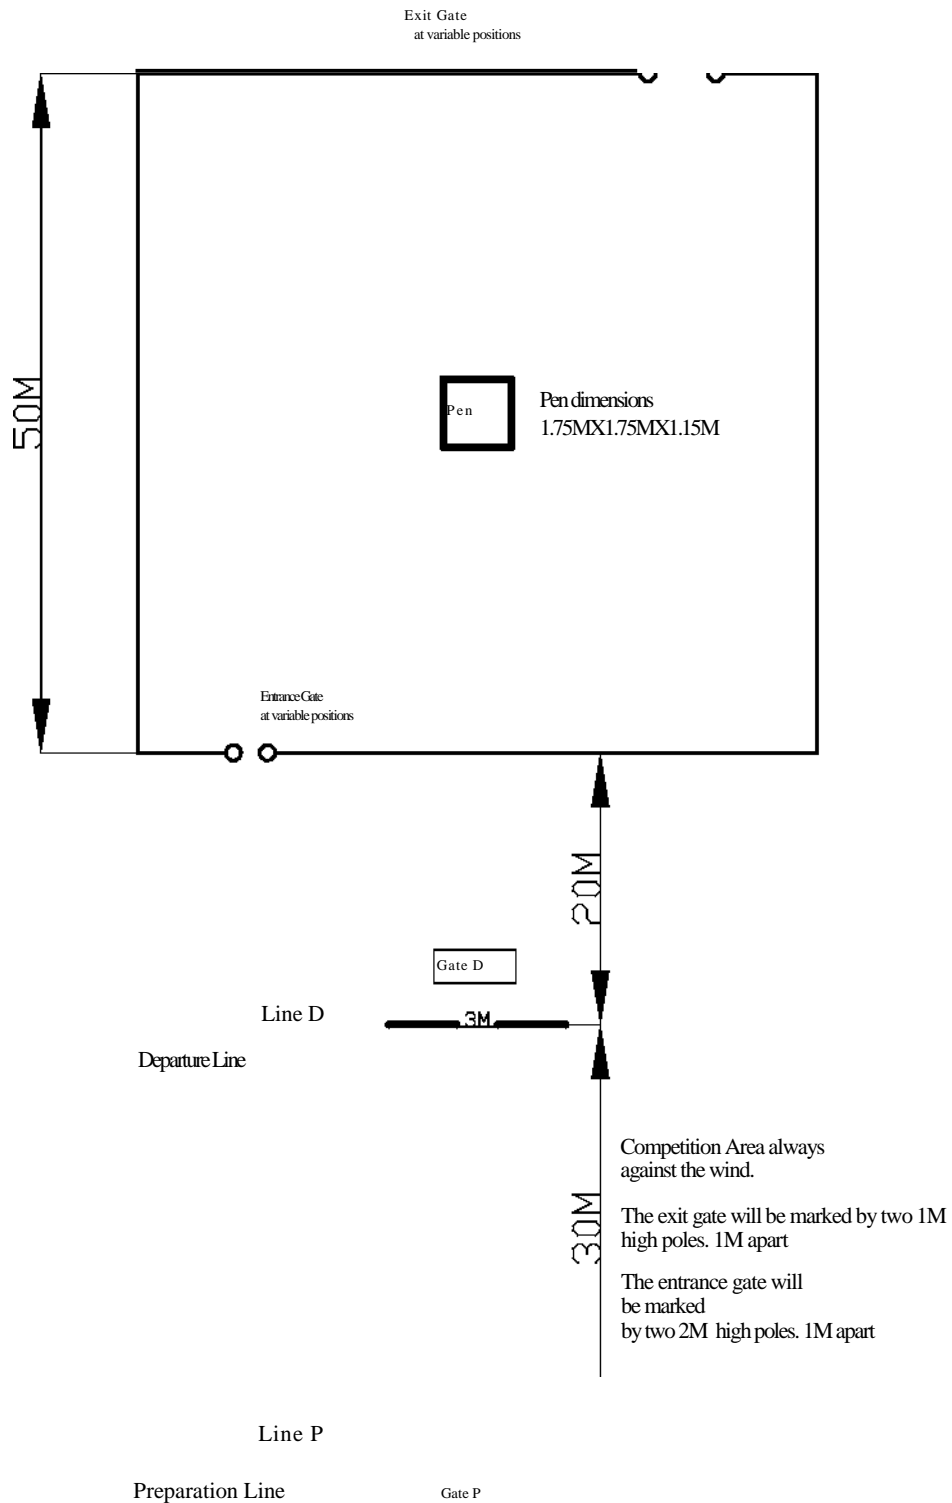 Exit Gate
at variable positions
50M
Pen
Pen dimensions
1.75MX1.75MX1.15M
Entrance Gate
at variable positions
20M
Gate D
Line D
3M
Departure Line
Competition Area always
against the wind.
30M
The exit gate will be marked by two 1M
high poles. 1M apart
The entrance gate will
be marked
by two 2M high poles. 1M apart
Line P
Preparation Line
Gate P